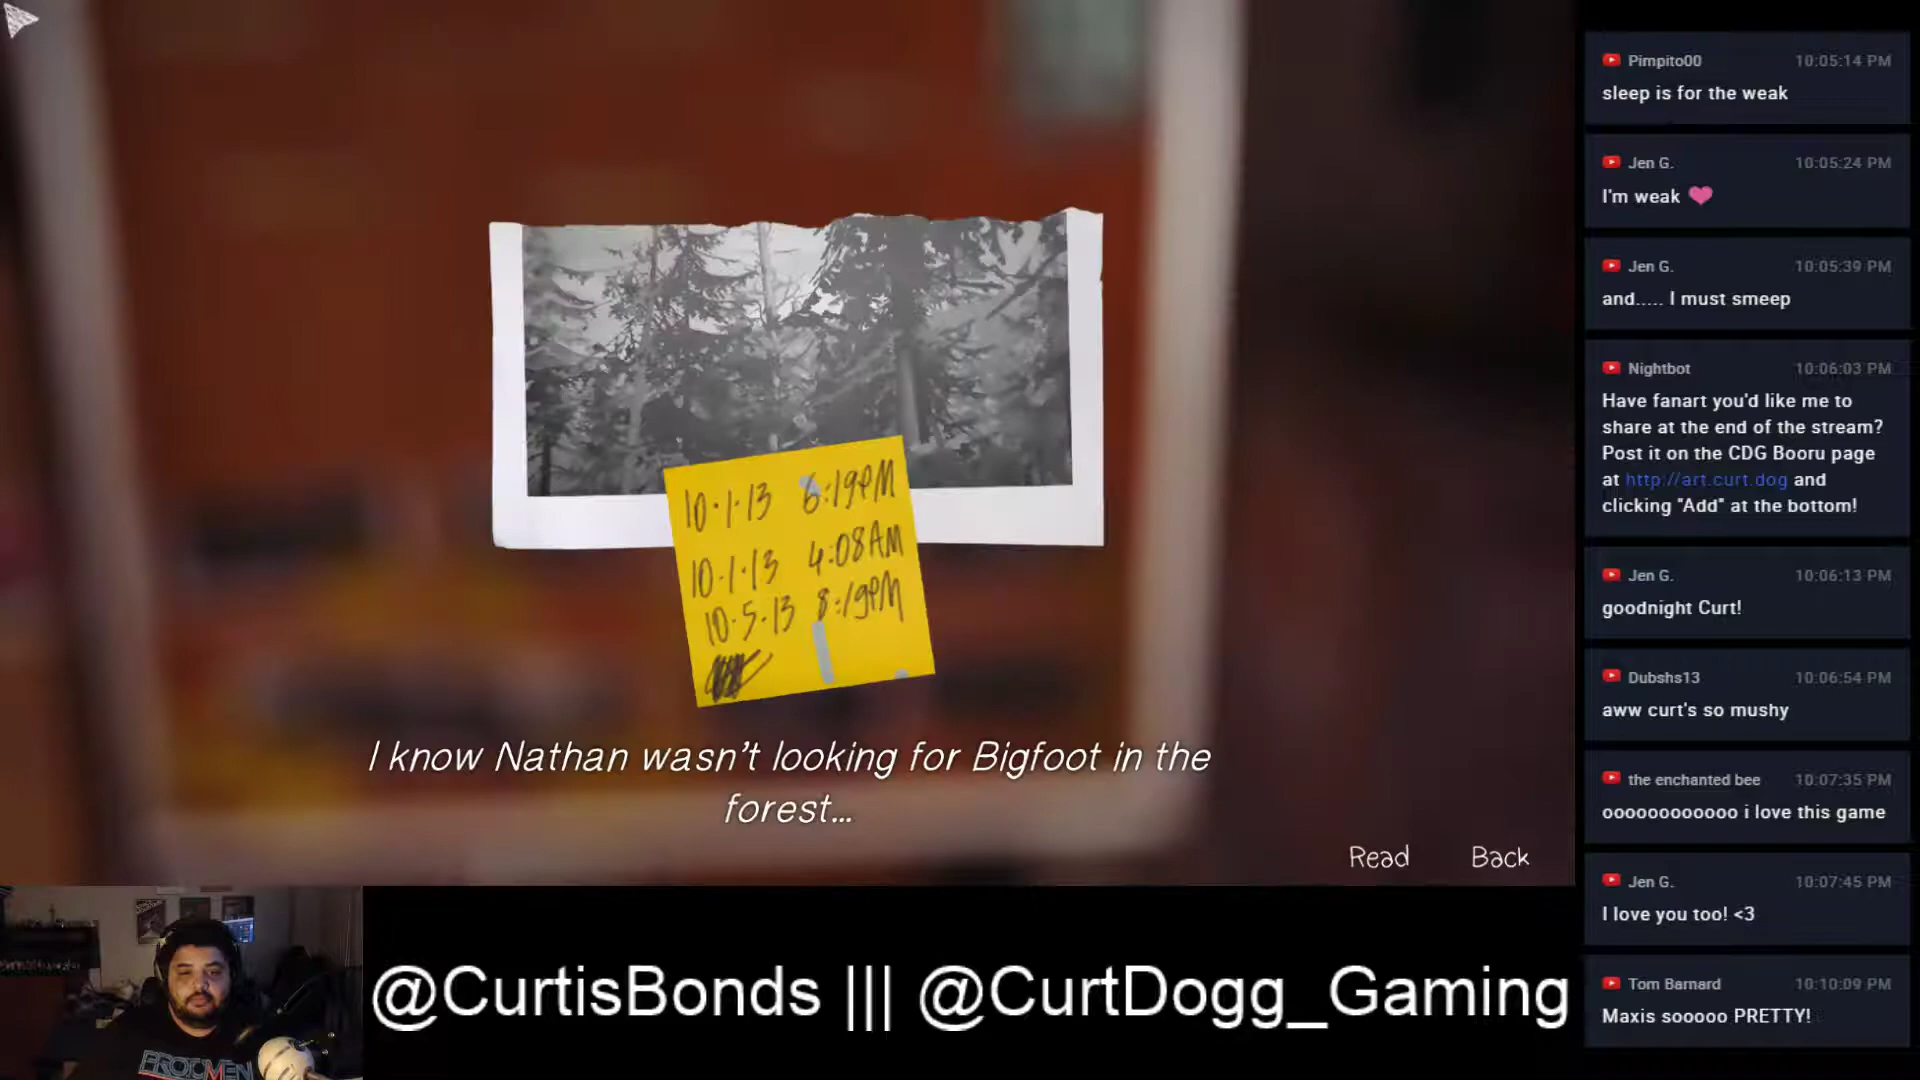 10.1.13 8:19PM
10.1.13 4:08AM
10.5.13 8:19PM
I know Nathan wasn't looking for Bigfoot in the
forest...
Read Back
@CurtisBonds ||| @CurtDogg_Gaming
Pimpito00 10:05:14 PM
sleep is for the weak
Jen G. 10:05:24 PM
I'm weak
Jen G. 10:05:39 PM
and..... I must smeep
Nightbot 10:06:03 PM
Have fanart you'd like me to
share at the end of the stream?
Post it on the CDG Booru page
at http://art.curt.dog and
clicking "Add" at the bottom!
Jen G. 10:06:13 PM
goodnight Curt!
Dubshs13 10:06:54 PM
aww curt's so mushy
the enchanted bee 10:07:35 PM
oooooooooooo i love this game
Jen G. 10:07:45 PM
I love you too! <3
Tom Barnard 10:10:09 PM
Maxis sooooo PRETTY!
PROTOMEN